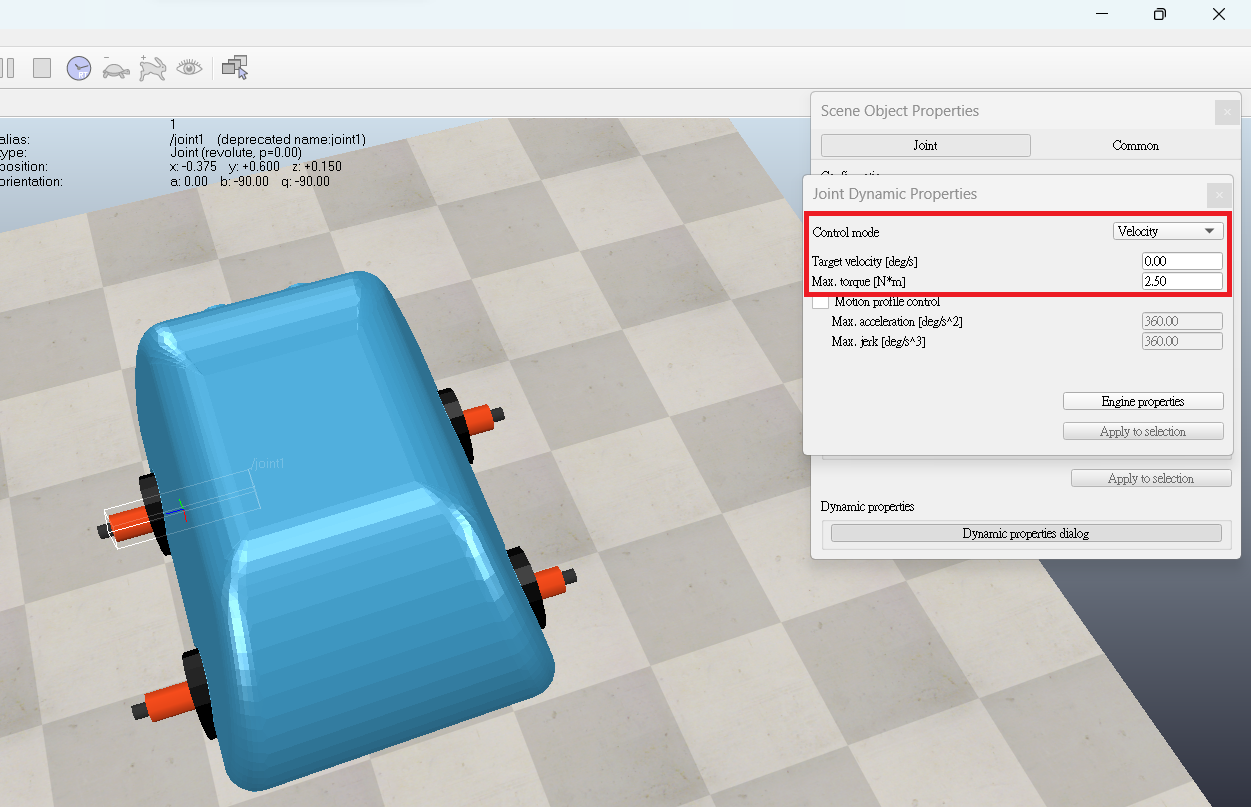 1
alias:
/joint1 (deprecated name:joint1)
type:
Joint (revolute, p=0.00)
position:
x: -0.375 y: +0.600 z: +0.150
orientation:
a: 0.00 b: -90.00 q: -90.00
/joint1
RT
Scene Object Properties
Joint Common
Joint Dynamic Properties
Control mode Velocity
Target velocity [deg/s] 0.00
Max. torque [N*m] 2.50
Motion profile control
Max. acceleration [deg/s^2] 360.00
Max. jerk [deg/s^3] 360.00
Engine properties
Apply to selection
Apply to selection
Dynamic properties
Dynamic properties dialog